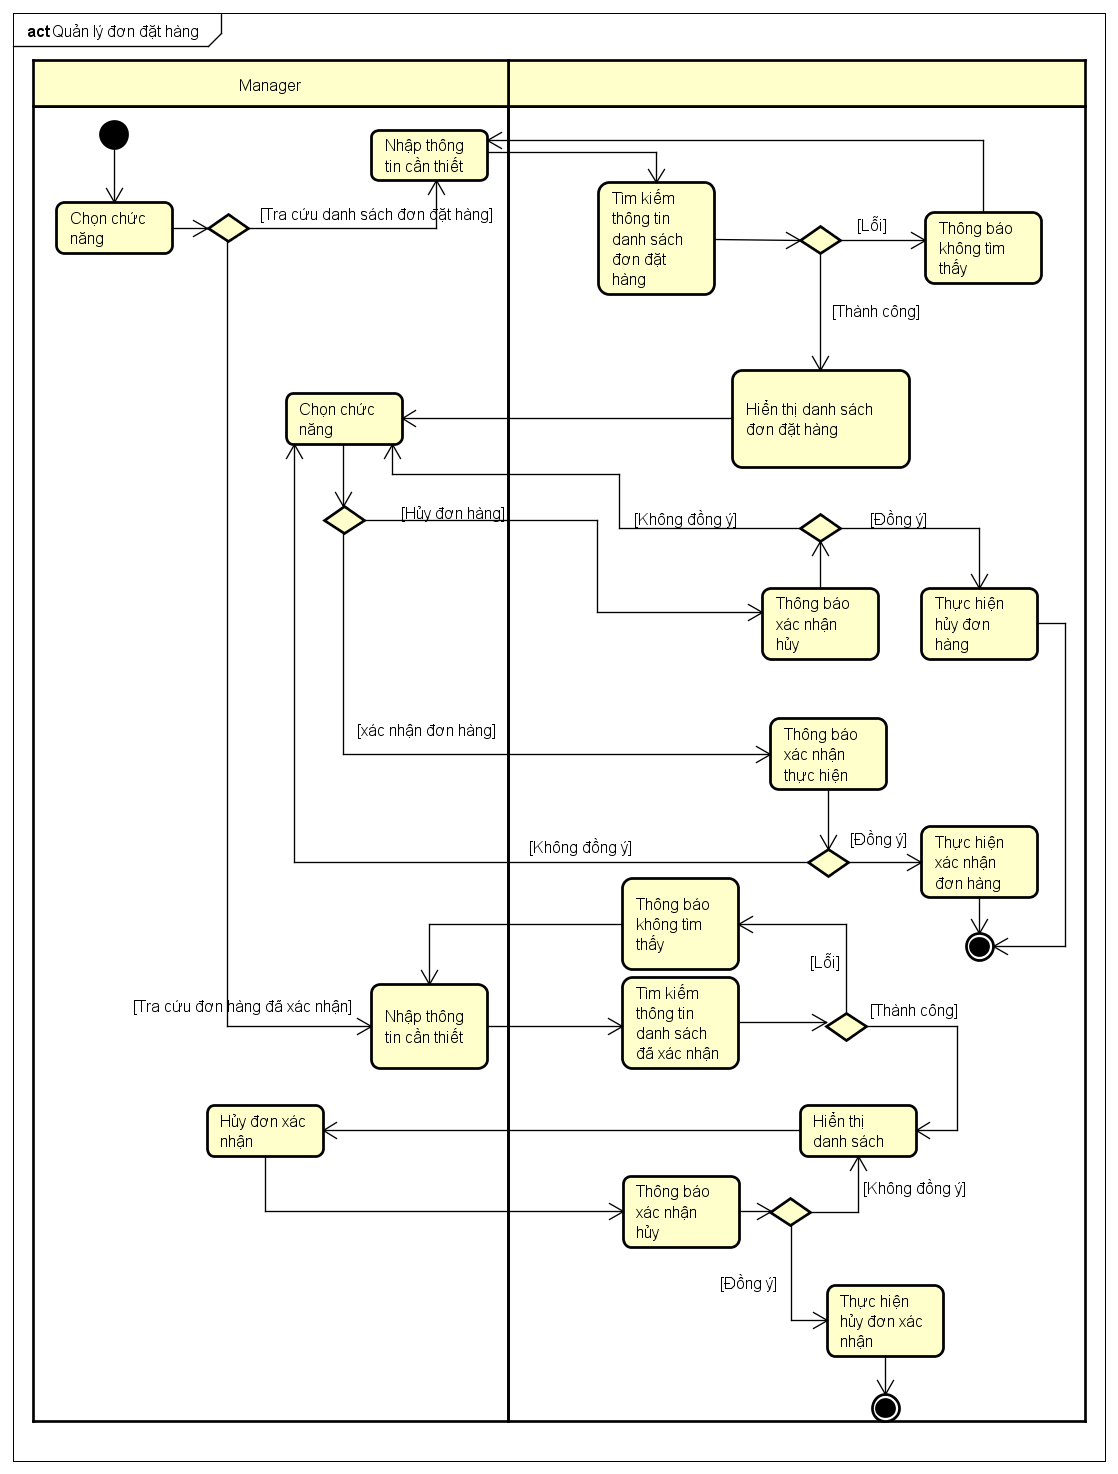 act Quản lý đơn đặt hàng
Manager
Nhập thông
tin cần thiết
Chọn chức
năng
[Tra cứu danh sách đơn đặt hàng]
Tìm kiếm
thông tin
danh sách
đơn đặt
hàng
[Lỗi]
Thông báo
không tìm
thấy
[Thành công]
Hiển thị danh sách
đơn đặt hàng
Chọn chức
năng
[Hủy đơn hàng]
[Không đồng ý]
[Đồng ý]
Thông báo
xác nhận
hủy
Thực hiện
hủy đơn
hàng
[xác nhận đơn hàng]
Thông báo
xác nhận
thực hiện
[Không đồng ý]
[Đồng ý]
Thực hiện
xác nhận
đơn hàng
Thông báo
không tìm
thấy
[Lỗi]
[Tra cứu đơn hàng đã xác nhận]
Nhập thông
tin cần thiết
Tìm kiếm
thông tin
danh sách
đã xác nhận
[Thành công]
Hủy đơn xác
nhận
Hiển thị
danh sách
Thông báo
xác nhận
hủy
[Không đồng ý]
[Đồng ý]
Thực hiện
hủy đơn xác
nhận